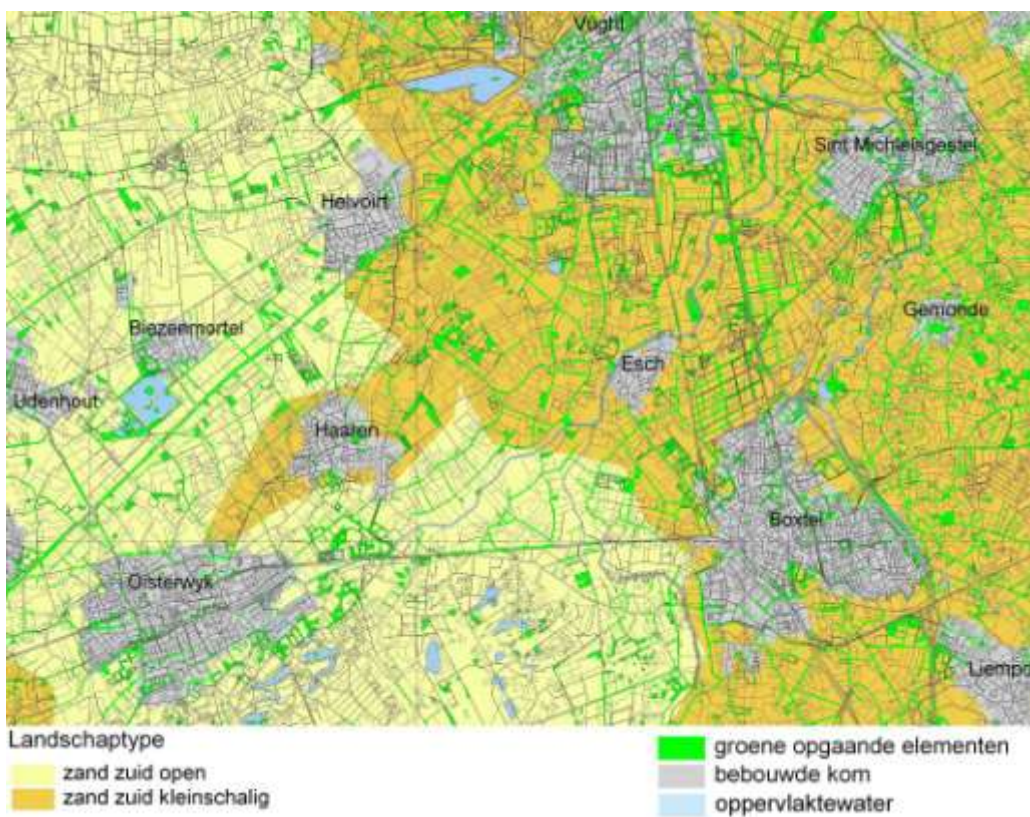 Vught
Sint Michielsgestel
Helvoirt
Gemonde
Biezenmortel
Esch
Udenhout
Haaren
Boxtel
Oisterwyk
Liempd
Landschaptype
zand zuid open
zand zuid kleinschalig
groene opgaande elementen
bebouwde kom
oppervlaktewater